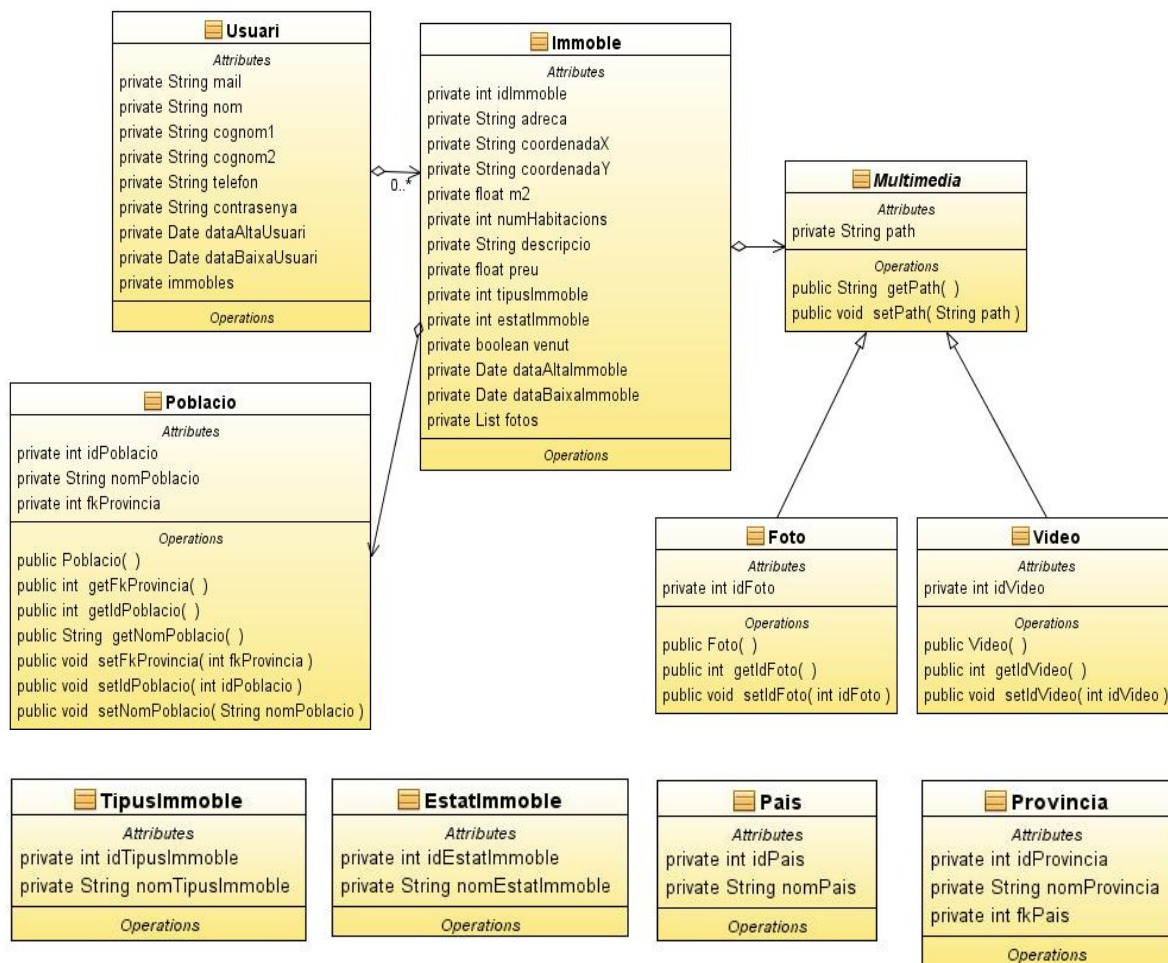 Usuari
Attributes
private String mail
private String nom
private String cognom1
private String cognom2
private String telefon
private String contrasenya
private Date dataAltaUsuari
private Date dataBaixaUsuari
private immobles
Operations
0..*
Immoble
Attributes
private int idImmoble
private String adreca
private String coordenadaX
private String coordenadaY
private float m2
private int numHabitacions
private String descripcio
private float preu
private int tipusImmoble
private int estatImmoble
private boolean venut
private Date dataAltaImmoble
private Date dataBaixaImmoble
private List fotos
Operations
Multimedia
Attributes
private String path
Operations
public String getPath( )
public void setPath( String path )
Poblacio
Attributes
private int idPoblacio
private String nomPoblacio
private int fkProvincia
Operations
public Poblacio( )
public int getFkProvincia( )
public int getIdPoblacio( )
public String getNomPoblacio( )
public void setFkProvincia( int fkProvincia )
public void setIdPoblacio( int idPoblacio )
public void setNomPoblacio( String nomPoblacio )
Foto
Attributes
private int idFoto
Operations
public Foto( )
public int getIdFoto( )
public void setIdFoto( int idFoto )
Video
Attributes
private int idVideo
Operations
public Video( )
public int getIdVideo( )
public void setIdVideo( int idVideo )
TipusImmoble
Attributes
private int idTipusImmoble
private String nomTipusImmoble
Operations
EstatImmoble
Attributes
private int idEstatImmoble
private String nomEstatImmoble
Operations
Pais
Attributes
private int idPais
private String nomPais
Operations
Provincia
Attributes
private int idProvincia
private String nomProvincia
private int fkPais
Operations